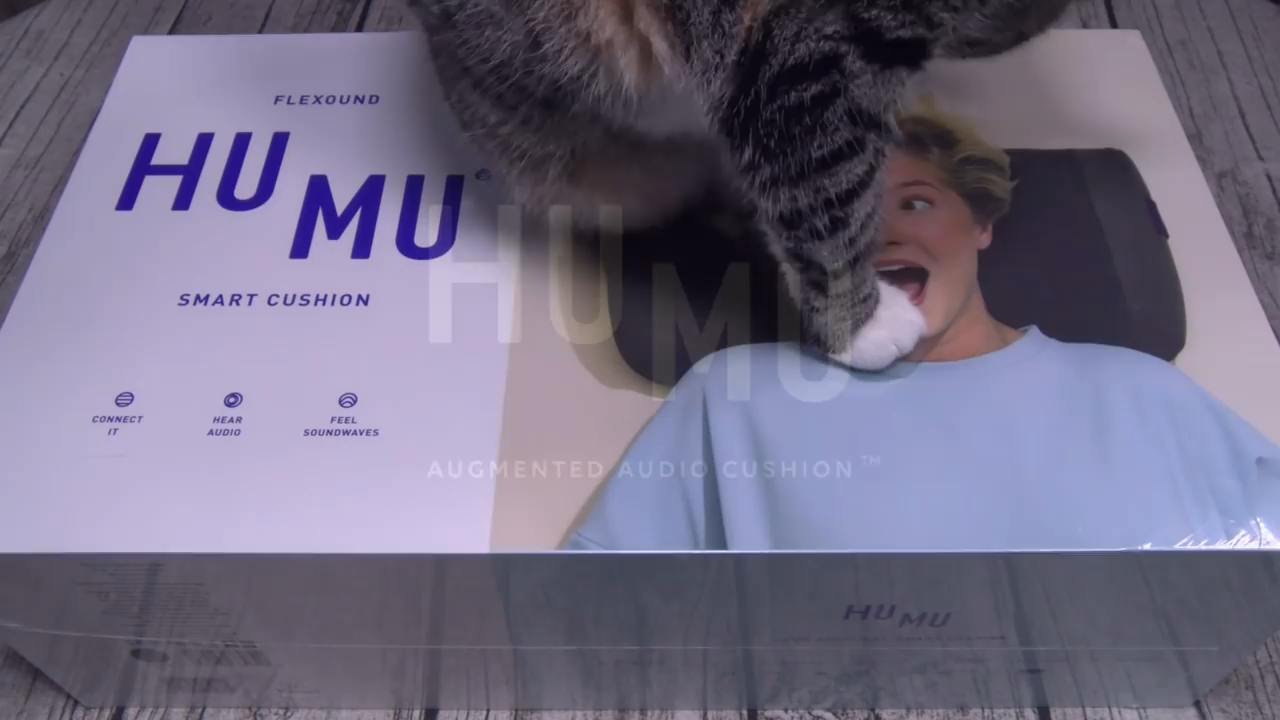 FLEXOUND
HUMU
SMART CUSHION
CONNECT IT
HEAR AUDIO
FEEL SOUNDWAVES
HUMU
AUGMENTED AUDIO CUSHION™
HUMU